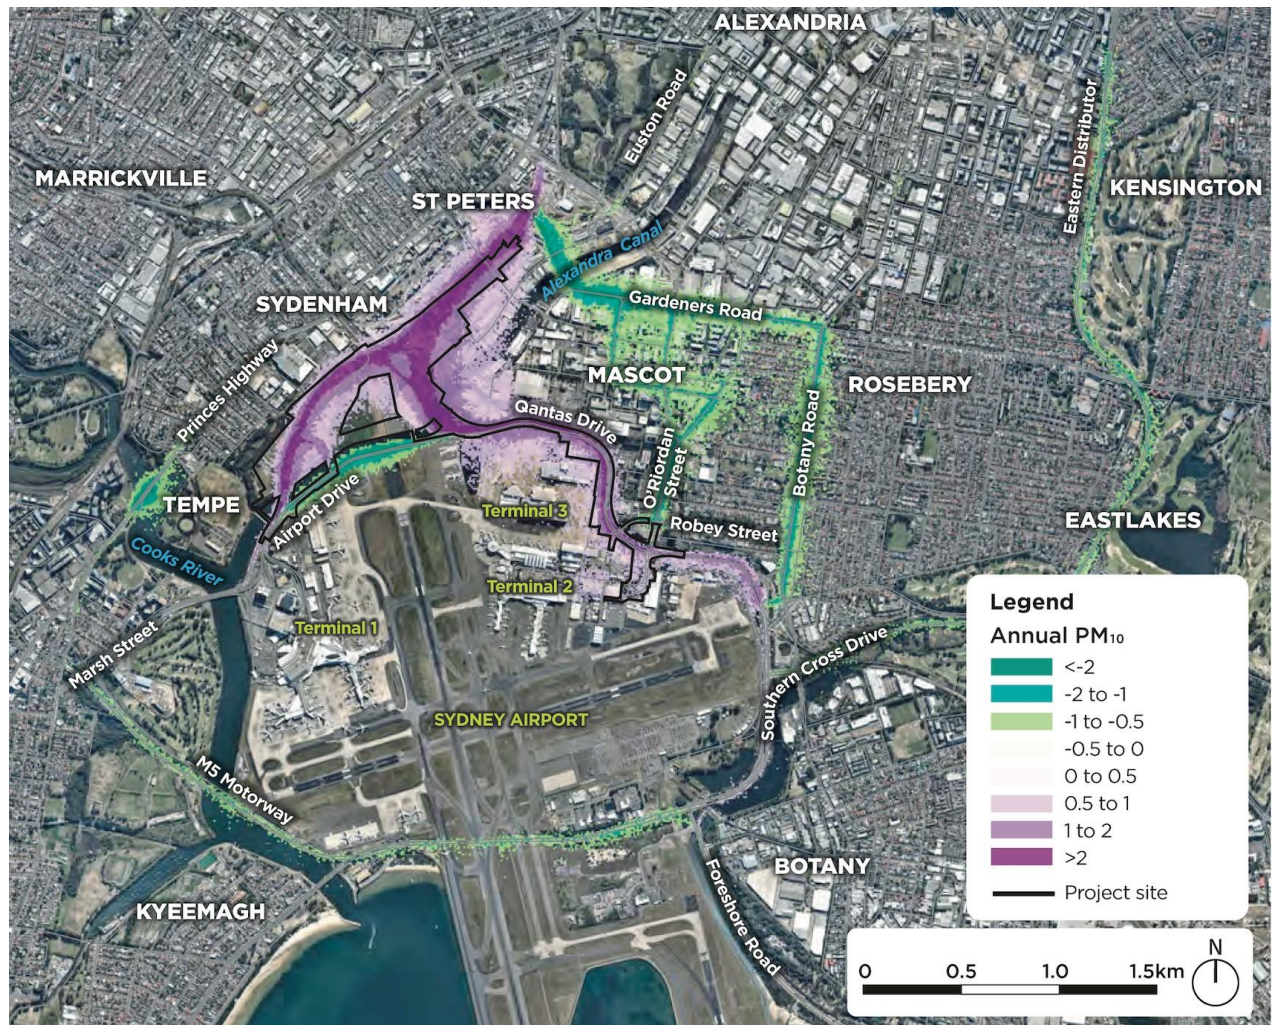 ALEXANDRIA
Euston Road
Eastern Distributor
MARRICKVILLE
KENSINGTON
ST PETERS
Alexandra Canal
SYDENHAM
Gardeners Road
Princes Highway
MASCOT
ROSEBERY
Qantas Drive
Botany Road
O'Riordan
Street
TEMPE
Airport Drive
Terminal 3
Robey Street
EASTLAKES
Cooks River
Terminal 2
Terminal 1
Marsh Street
Southern Cross Drive
SYDNEY AIRPORT
M5 Motorway
BOTANY
KYEEMAGH
Foreshore Road
Legend
Annual PM₁₀
<-2
-2 to -1
-1 to -0.5
-0.5 to 0
0 to 0.5
0.5 to 1
1 to 2
>2
Project site
0 0.5 1.0 1.5km
N